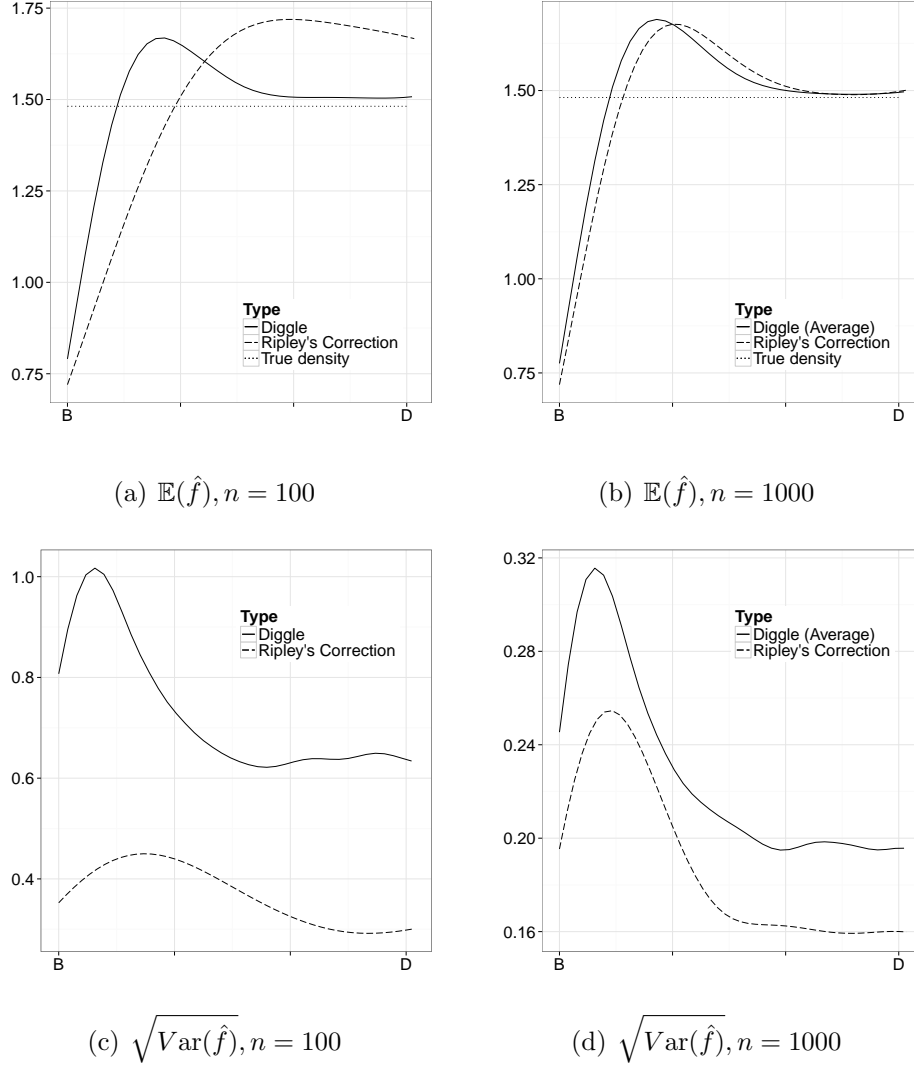 1.75
1.50
1.25
1.00
0.75
Type
Diggle
Ripley's Correction
True density
B
D
(a) 𝔼(f̂), n = 100
1.50
1.25
1.00
0.75
Type
Diggle (Average)
Ripley's Correction
True density
B
D
(b) 𝔼(f̂), n = 1000
1.0
0.8
0.6
0.4
Type
Diggle
Ripley's Correction
B
D
(c) √Var(f̂), n = 100
0.32
0.28
0.24
0.20
0.16
Type
Diggle (Average)
Ripley's Correction
B
D
(d) √Var(f̂), n = 1000